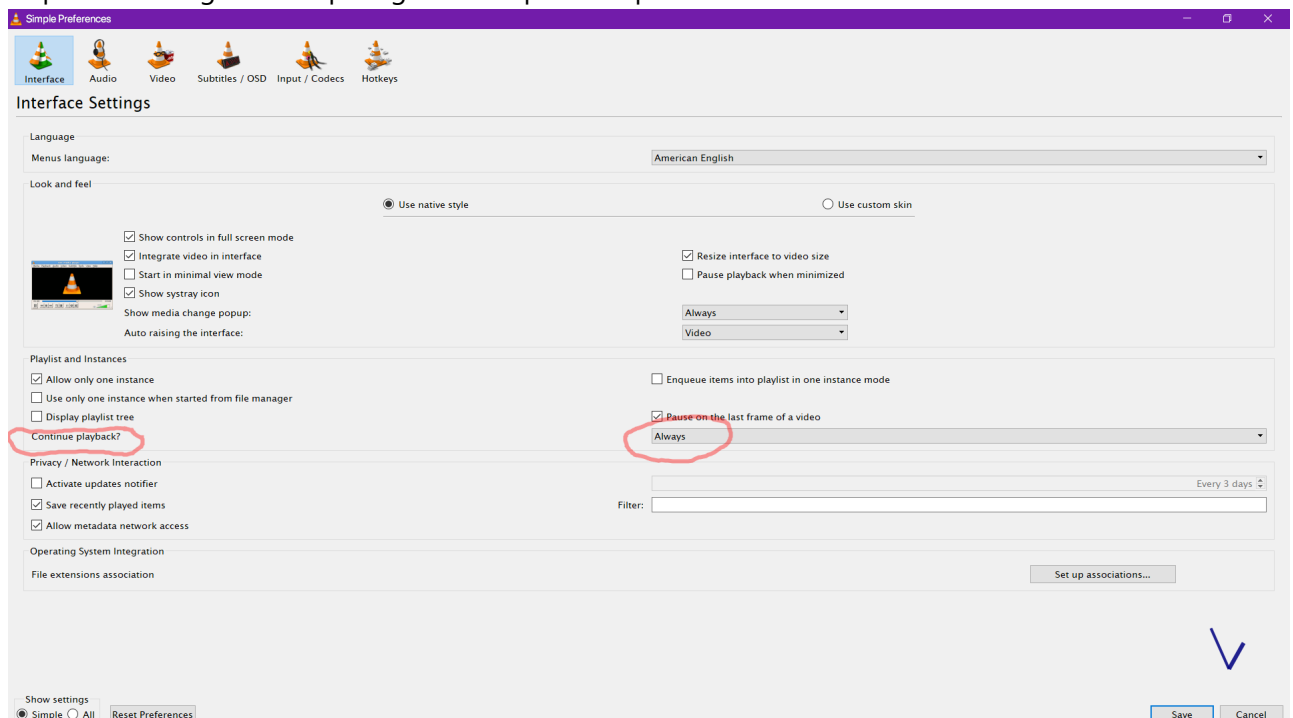 Simple Preferences
Interface Audio Video Subtitles / OSD Input / Codecs Hotkeys
Interface Settings
Language
Menus language: American English
Look and feel
Use native style Use custom skin
Show controls in full screen mode
Integrate video in interface Resize interface to video size
Start in minimal view mode Pause playback when minimized
Show systray icon
Show media change popup: Always
Auto raising the interface: Video
Playlist and Instances
Allow only one instance Enqueue items into playlist in one instance mode
Use only one instance when started from file manager
Display playlist tree Pause on the last frame of a video
Continue playback? Always
Privacy / Network Interaction
Activate updates notifier Every 3 days
Save recently played items Filter:
Allow metadata network access
Operating System Integration
File extensions association Set up associations...
Show settings
Simple All Reset Preferences Save Cancel